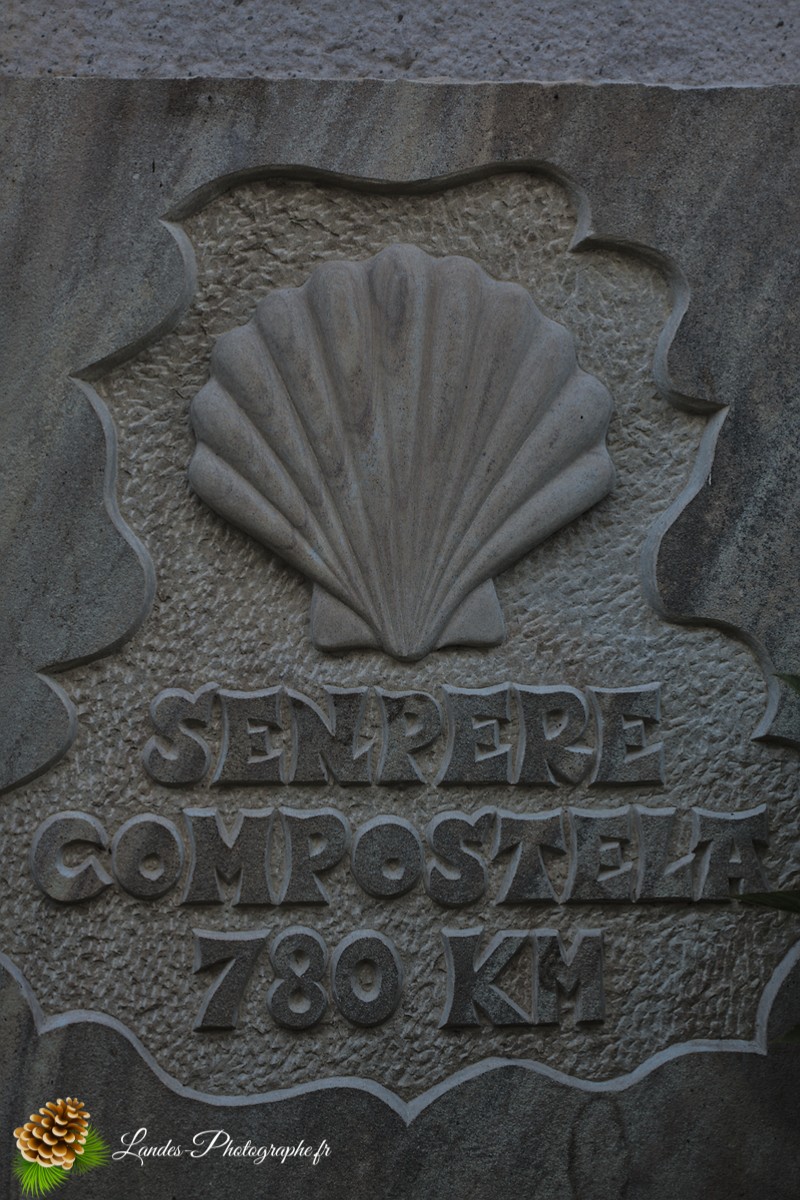 SENPERE
COMPOSTELA
780 KM
Landes-Photographe.fr